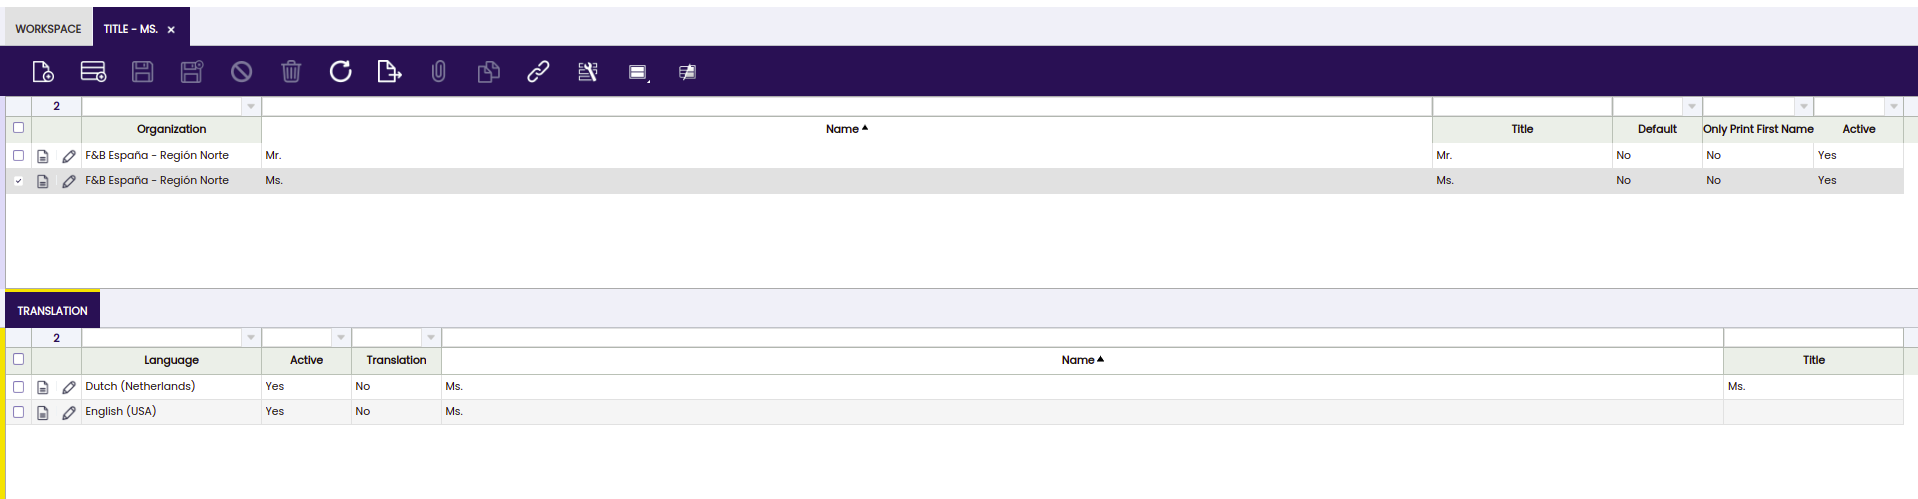 WORKSPACE TITLE - MS. x
2
Organization Name Title Default Only Print First Name Active
F&B España - Región Norte Mr. Mr. No No Yes
F&B España - Región Norte Ms. Ms. No No Yes
TRANSLATION
2
Language Active Translation Name Title
Dutch (Netherlands) Yes No Ms. Ms.
English (USA) Yes No Ms.